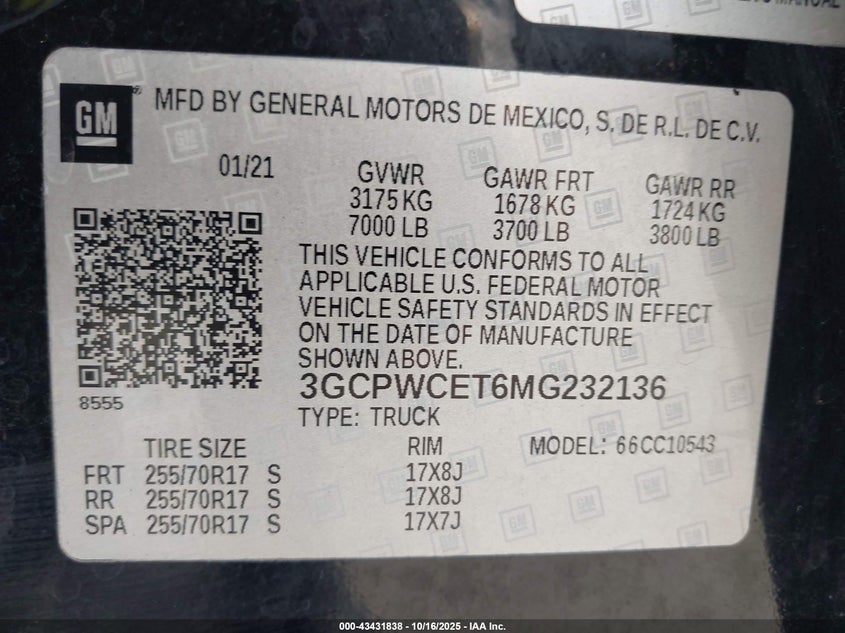 MANUAL
GM®
MFD BY GENERAL MOTORS DE MEXICO, S. DE R.L. DE C.V.
01/21 GVWR GAWR FRT GAWR RR
3175 KG 1678 KG 1724 KG
7000 LB 3700 LB 3800 LB
THIS VEHICLE CONFORMS TO ALL
APPLICABLE U.S. FEDERAL MOTOR
VEHICLE SAFETY STANDARDS IN EFFECT
ON THE DATE OF MANUFACTURE
SHOWN ABOVE.
8555
3GCPWCET6MG232136
TYPE: TRUCK
TIRE SIZE RIM MODEL: 66CC10543
FRT 255/70R17 S 17X8J
RR 255/70R17 S 17X8J
SPA 255/70R17 S 17X7J
000-43431838 - 10/16/2025 - IAA Inc.